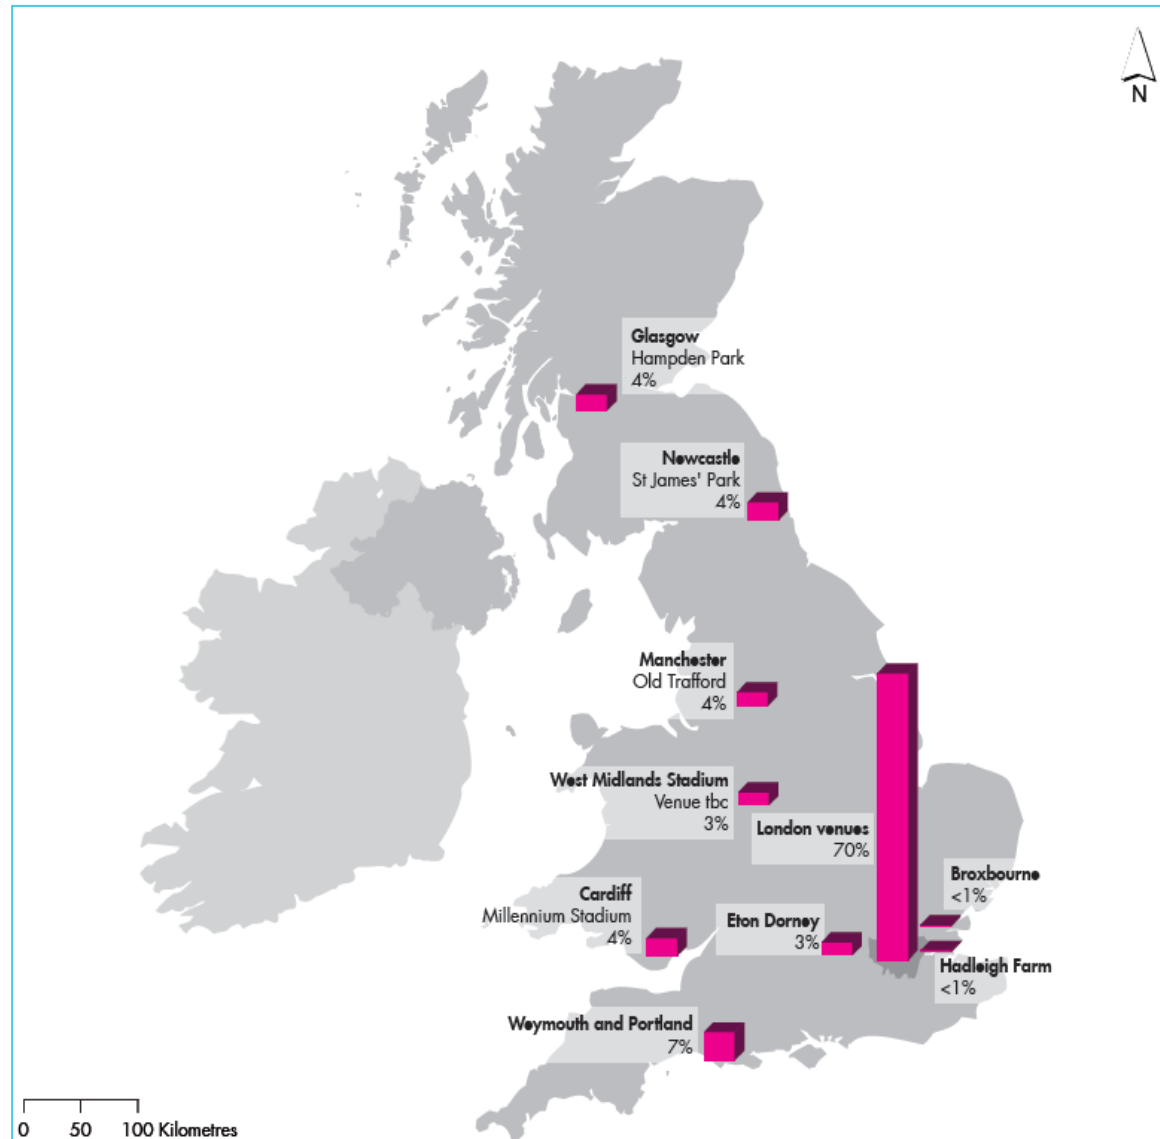 N
Glasgow
Hampden Park
4%
Newcastle
St James' Park
4%
Manchester
Old Trafford
4%
West Midlands Stadium
Venue tbc
3%
London venues
70%
Broxbourne
<1%
Cardiff
Millennium Stadium
4%
Eton Dorney
3%
Hadleigh Farm
<1%
Weymouth and Portland
7%
0 50 100 Kilometres